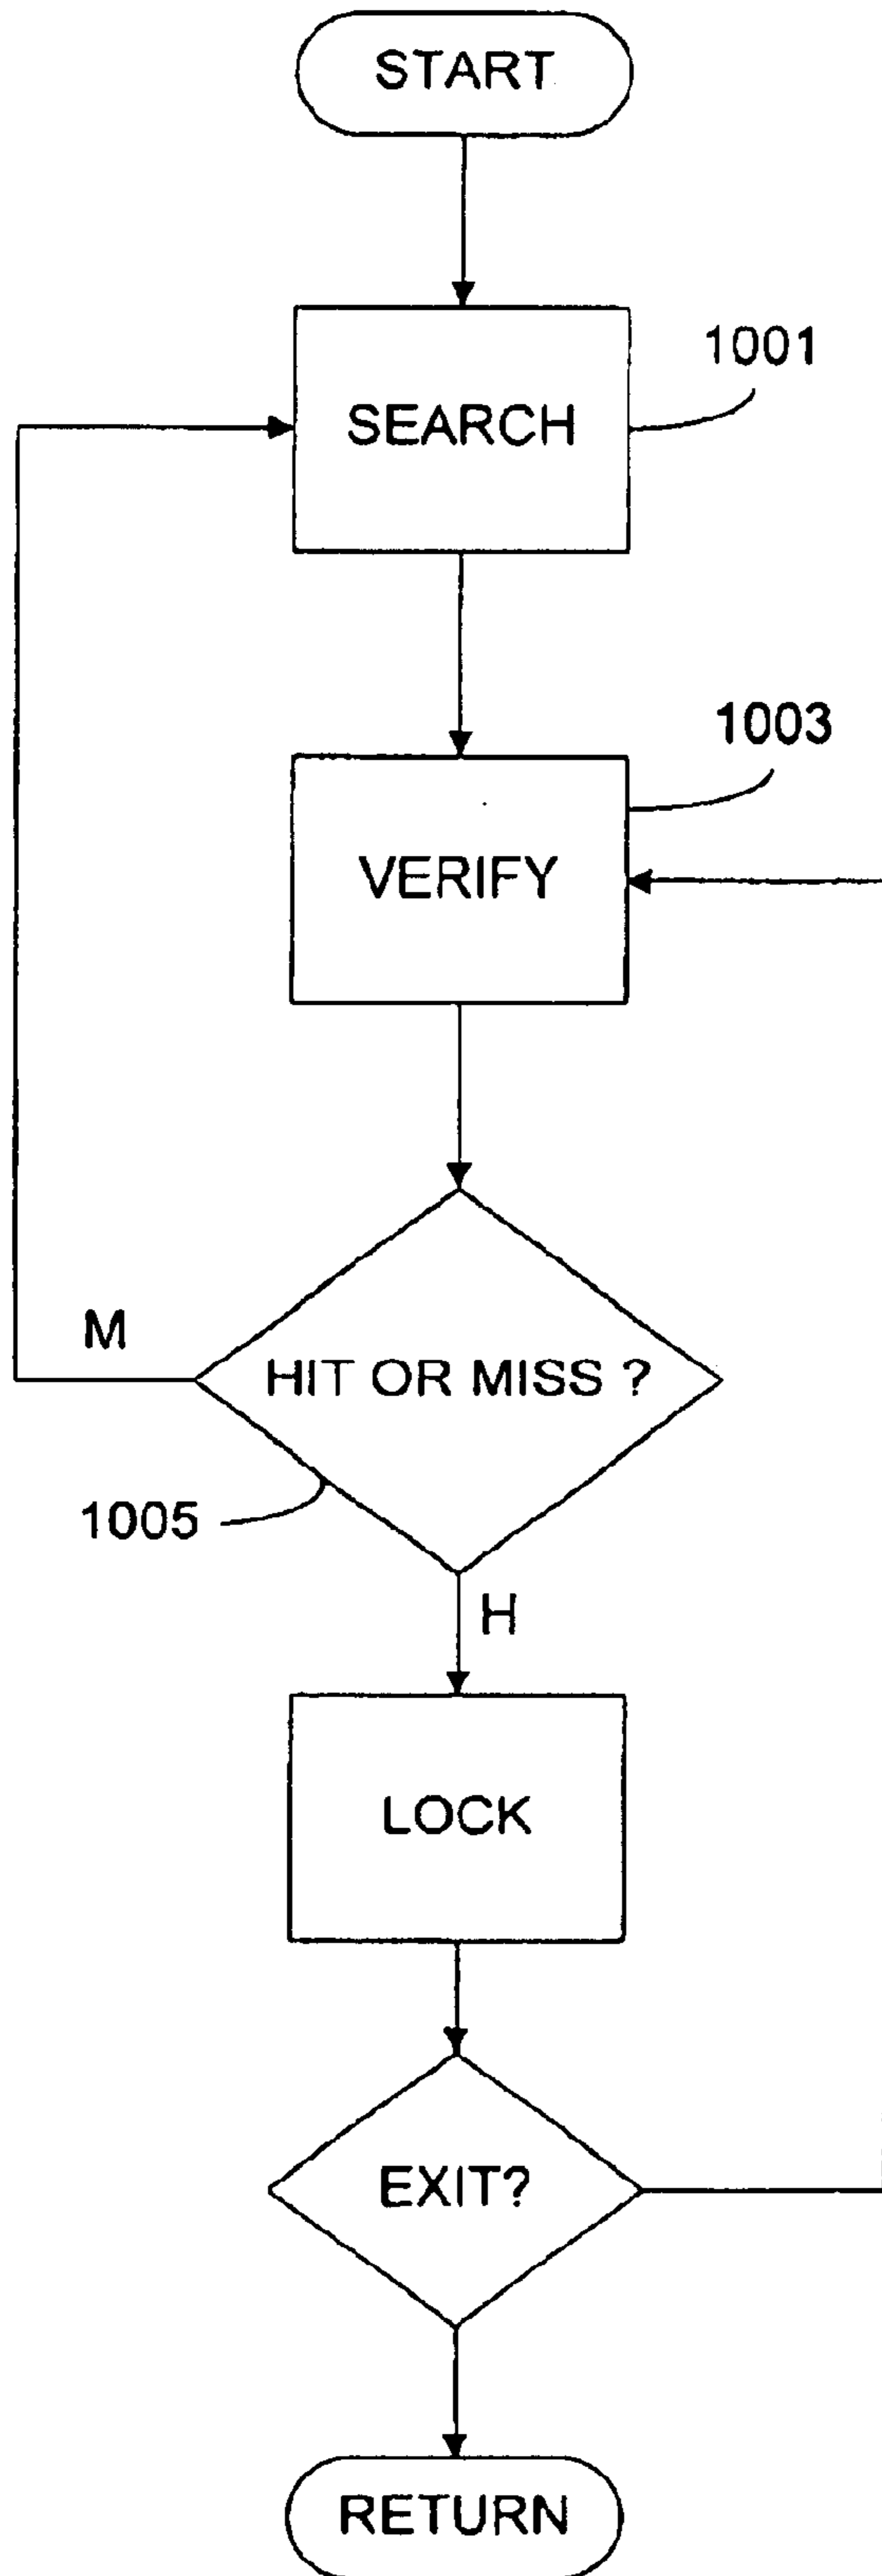 START
1001
SEARCH
1003
VERIFY
M
HIT OR MISS ?
1005
H
LOCK
EXIT?
RETURN